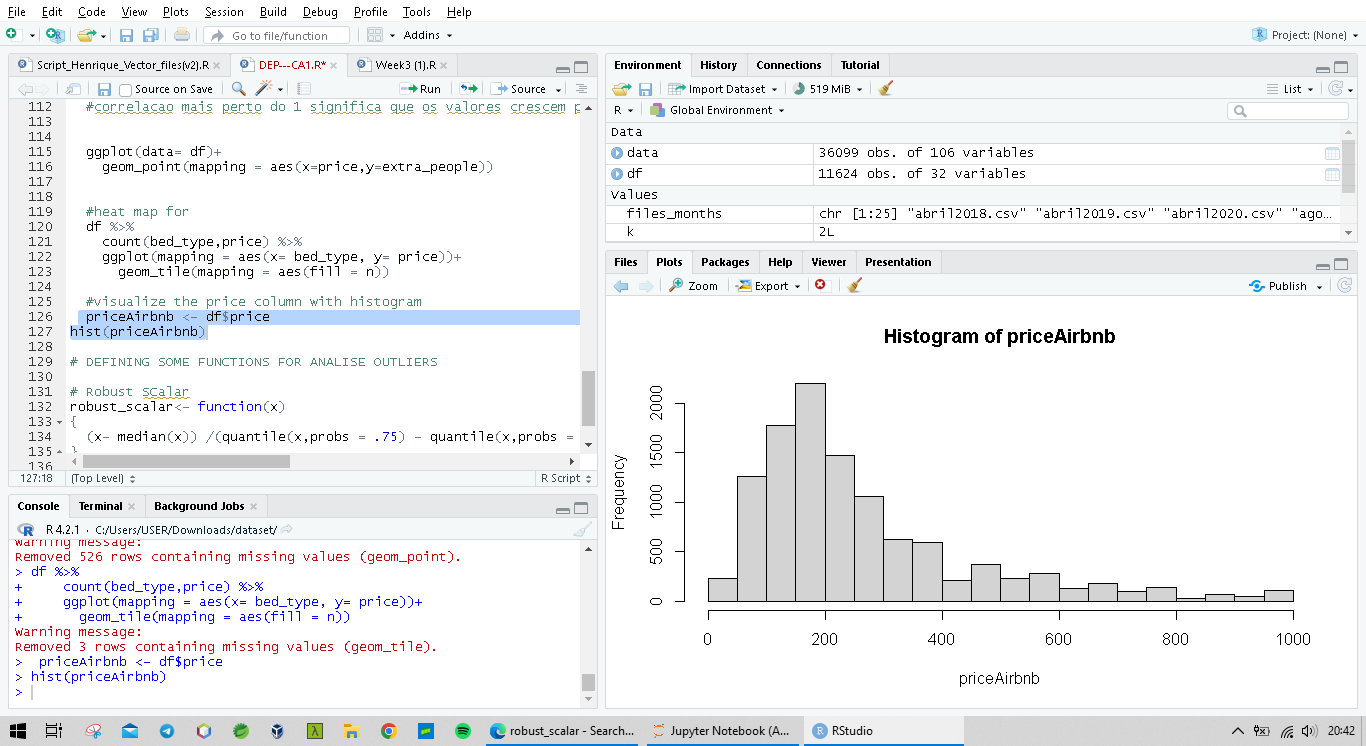 File Edit Code View Plots Session Build Debug Profile Tools Help
Go to file/function Addins Project: (None)
Script_Henrique_Vector_files(v2).R DEP---CA1.R* Week3 (1).R
Source on Save Run Source
112 #correlacao mais perto do 1 significa que os valores crescem
113
114
115 ggplot(data= df)+
116 geom_point(mapping = aes(x=price,y=extra_people))
117
118
119 #heat map for
120 df %>%
121 count(bed_type,price) %>%
122 ggplot(mapping = aes(x= bed_type, y= price))+
123 geom_tile(mapping = aes(fill = n))
124
125 #visualize the price column with histogram
126 priceAirbnb <- df$price
127 hist(priceAirbnb)
128
129 # DEFINING SOME FUNCTIONS FOR ANALISE OUTLIERS
130
131 # Robust SCalar
132 robust_scalar<- function(x)
133 {
134 (x- median(x)) /(quantile(x,probs = .75) - quantile(x,probs =
135 }
136
127:18 (Top Level) R Script
Console Terminal Background Jobs
R 4.2.1 · C:/Users/USER/Downloads/dataset/
Warning message:
Removed 526 rows containing missing values (geom_point).
> df %>%
+ count(bed_type,price) %>%
+ ggplot(mapping = aes(x= bed_type, y= price))+
+ geom_tile(mapping = aes(fill = n))
Warning message:
Removed 3 rows containing missing values (geom_tile).
> priceAirbnb <- df$price
> hist(priceAirbnb)
>
Environment History Connections Tutorial
Import Dataset 519 MiB List
R Global Environment
Data
data 36099 obs. of 106 variables
df 11624 obs. of 32 variables
Values
files_months chr [1:25] "abril2018.csv" "abril2019.csv" "abril2020.csv" "ago…
k 2L
Files Plots Packages Help Viewer Presentation
Zoom Export Publish
Histogram of priceAirbnb
Frequency
2000
1500
1000
500
0
0 200 400 600 800 1000
priceAirbnb
robust_scalar - Search... Jupyter Notebook (A... RStudio 20:42